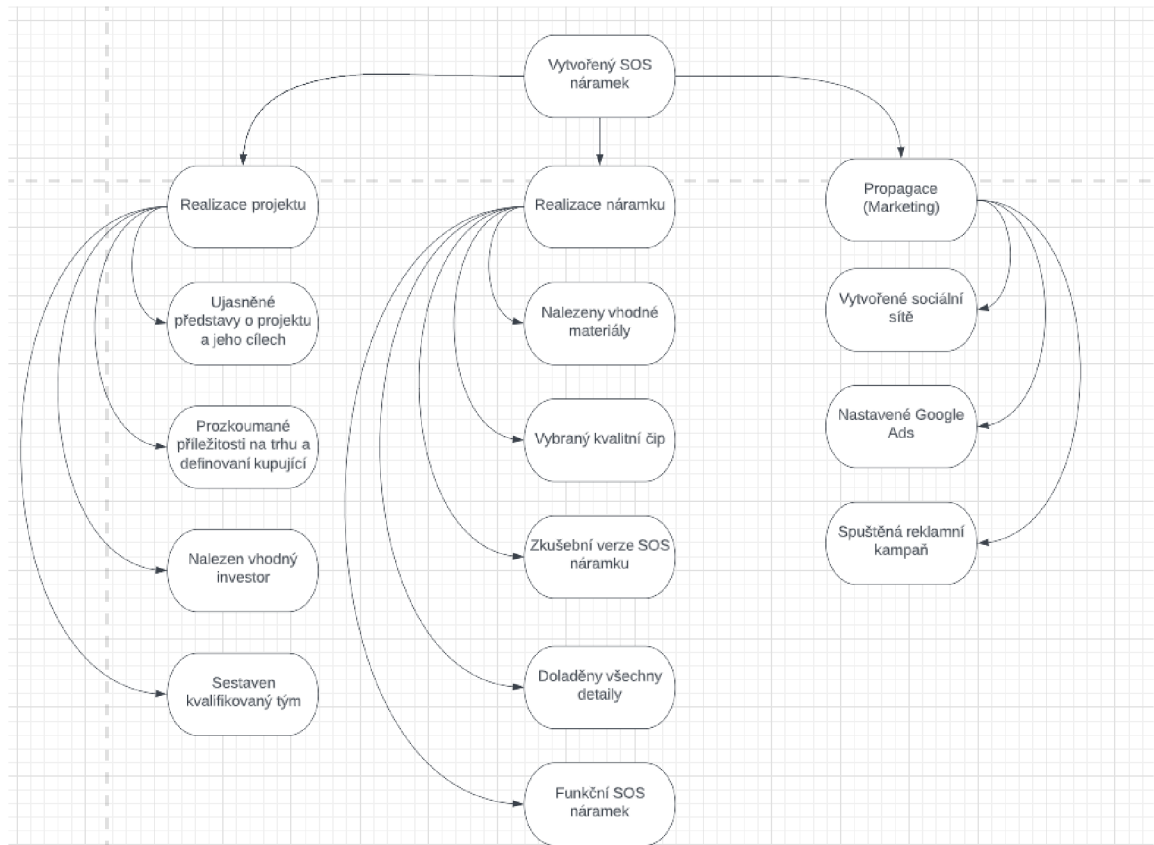 Vytvořený SOS
náramek
Realizace projektu
Ujasněné
představy o projektu
a jeho cílech
Prozkoumané
příležitosti na trhu a
definovaní kupující
Nalezen vhodný
investor
Sestaven
kvalifikovaný tým
Realizace náramku
Nalezeny vhodné
materiály
Vybraný kvalitní čip
Zkušební verze SOS
náramku
Doladěny všechny
detaily
Funkční SOS
náramek
Propagace
(Marketing)
Vytvořené sociální
sítě
Nastavené Google
Ads
Spuštěná reklamní
kampaň